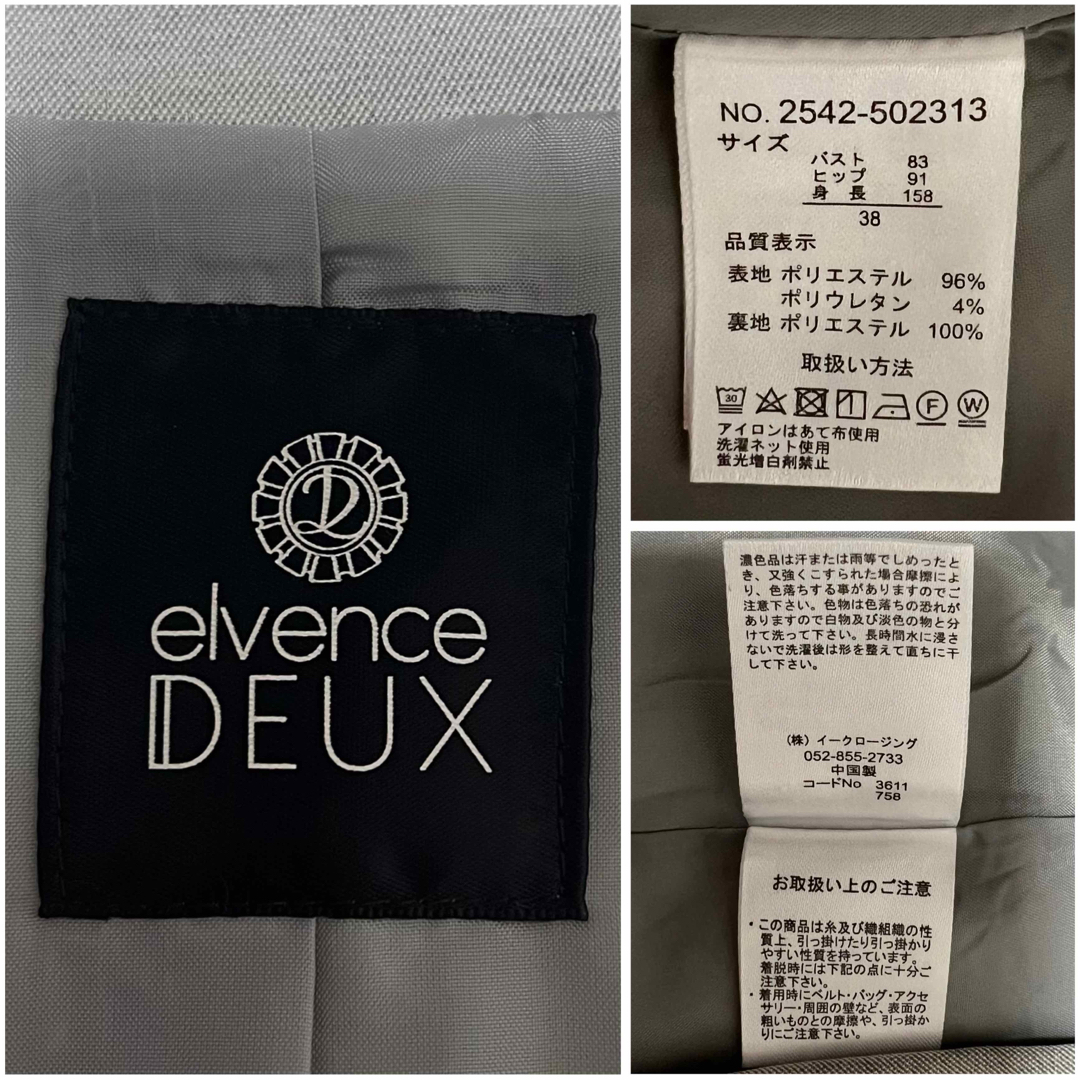 D
elvence
DEUX
NO. 2542-502313
サイズ
バスト 83
ヒップ 91
身長 158
38
品質表示
表地 ポリエステル 96%
ポリウレタン 4%
裏地 ポリエステル 100%
取扱い方法
30 F W
アイロンはあて布使用
洗濯ネット使用
蛍光増白剤禁止
濃色品は汗または雨等でしめったと
き、又強くこすられた場合摩擦によ
り、色落ちする事がありますのでご
注意下さい。色物は色落ちの恐れが
ありますので白物及び淡色の物と分
けて洗って下さい。長時間水に浸さ
ないで洗濯後は形を整えて直ちに干
して下さい。
(株)イークロージング
052-855-2733
中国製
コードNo 3611
758
お取扱い上のご注意
・この商品は糸及び織組織の性
質上、引っ掛けたり引っ掛かり
やすい性質を持っています。
着脱時には下記の点に十分ご
注意下さい。
・着用時にベルト・バッグ・アクセ
サリー・周囲の壁など、表面の
粗いものとの摩擦や、引っ掛か
りにご注意下さい。